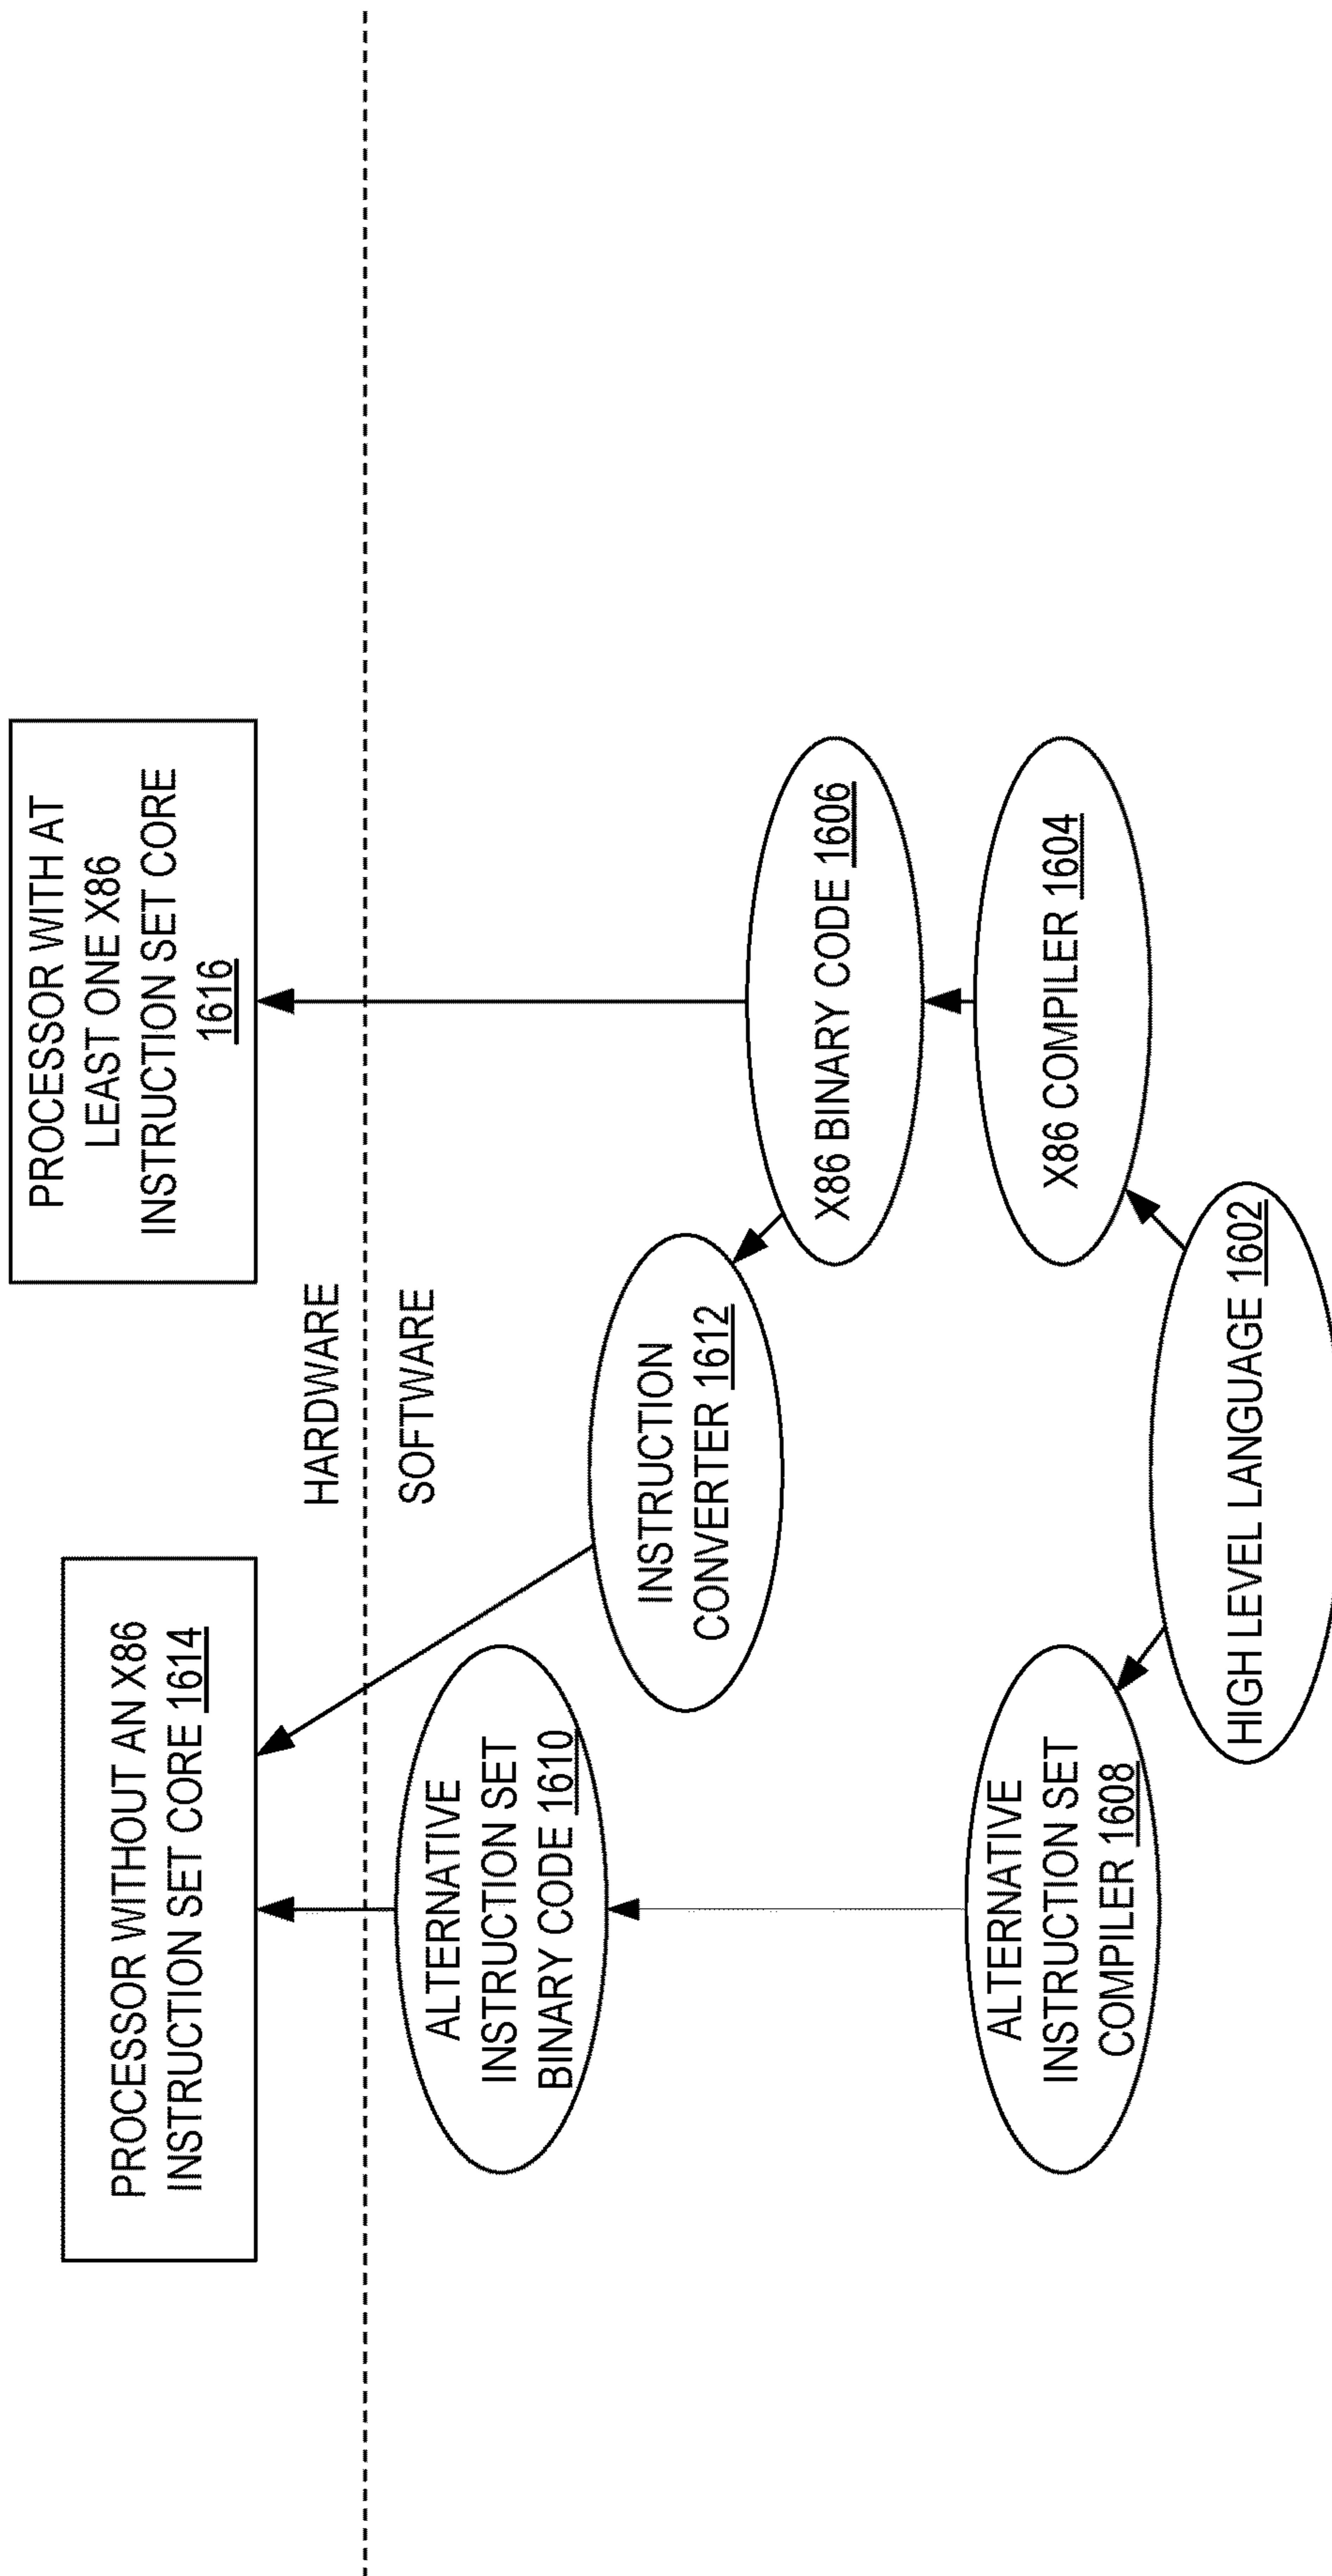 PROCESSOR WITHOUT AN X86
INSTRUCTION SET CORE 1614
PROCESSOR WITH AT
LEAST ONE X86
INSTRUCTION SET CORE
1616
HARDWARE
SOFTWARE
ALTERNATIVE
INSTRUCTION SET
BINARY CODE 1610
INSTRUCTION
CONVERTER 1612
X86 BINARY CODE 1606
ALTERNATIVE
INSTRUCTION SET
COMPILER 1608
X86 COMPILER 1604
HIGH LEVEL LANGUAGE 1602